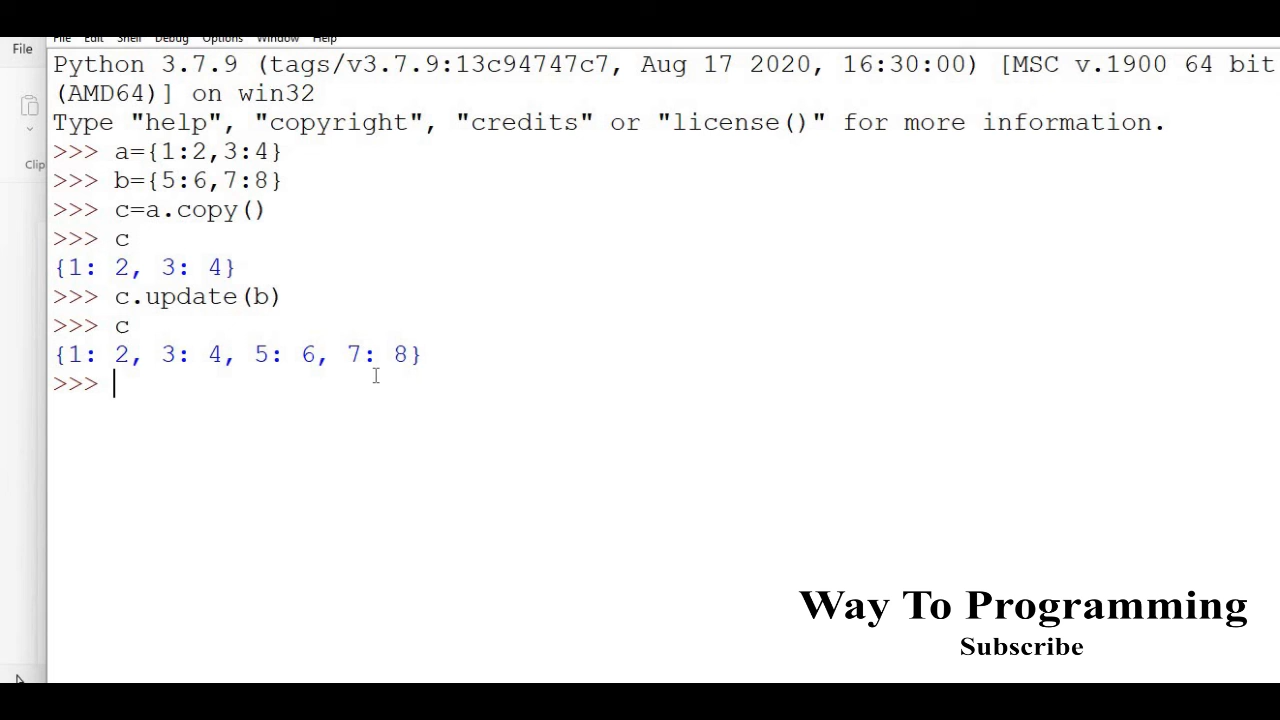 File
File Edit Shell Debug Options Window Help
Python 3.7.9 (tags/v3.7.9:13c94747c7, Aug 17 2020, 16:30:00) [MSC v.1900 64 bit
(AMD64)] on win32
Type "help", "copyright", "credits" or "license()" for more information.
Clip
>>> a={1:2,3:4}
>>> b={5:6,7:8}
>>> c=a.copy()
>>> c
{1: 2, 3: 4}
>>> c.update(b)
>>> c
{1: 2, 3: 4, 5: 6, 7: 8}
>>>
Way To Programming
Subscribe